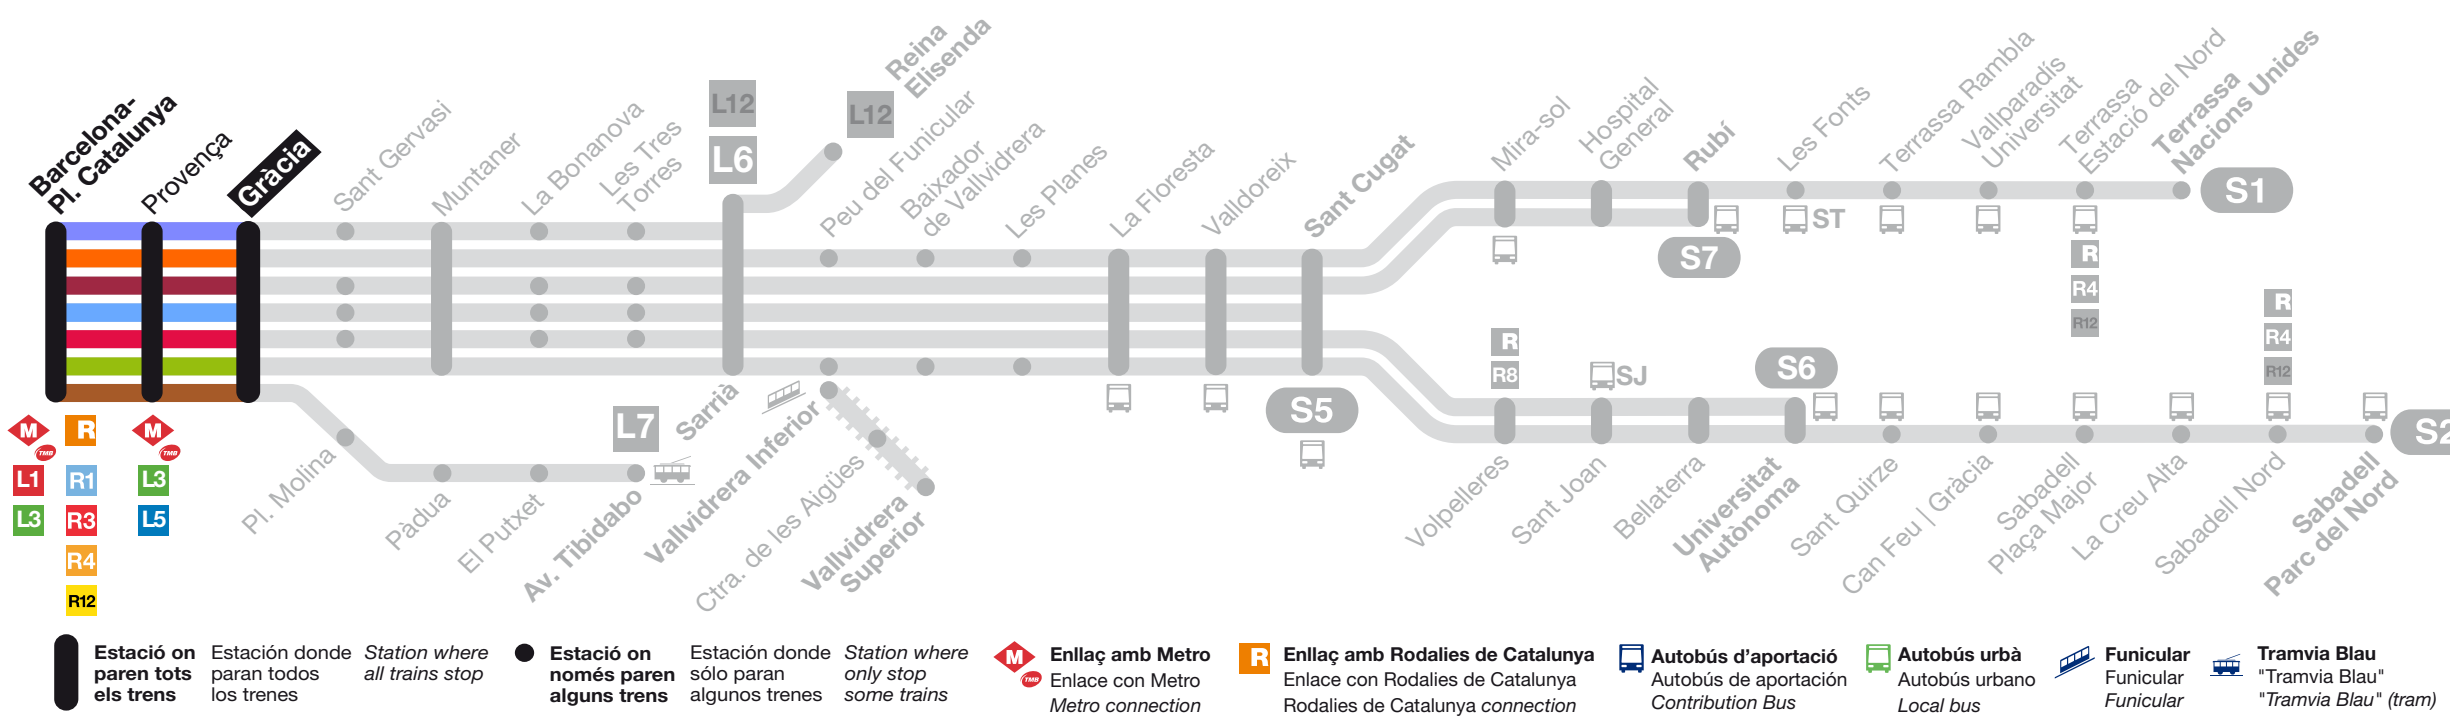 Barcelona-
Pl. Catalunya
Provença
Gràcia
Sant Gervasi
Muntaner
La Bonanova
Les Tres
Torres
L12
L6
Reina
Elisenda
L12
Peu del Funicular
Baixador
de Vallvidrera
Les Planes
La Floresta
Valldoreix
Sant Cugat
Mira-sol
Hospital
General
Rubí
Les Fonts
Terrassa Rambla
Vallparadís
Universitat
Terrassa
Estació del Nord
Terrassa
Nacions Unides
S1
ST
S7
R
R4
R12
R
R4
R12
R
R8
SJ
S6
S5
S2
M
TMB
R
M
TMB
L1
R1
L3
L3
R3
L5
R4
R12
Pl. Molina
Pàdua
El Putxet
L7
Av. Tibidabo
Sarrià
Vallvidrera Inferior
Ctra. de les Aigües
Vallvidrera
Superior
Volpelleres
Sant Joan
Bellaterra
Universitat
Autònoma
Sant Quirze
Can Feu | Gràcia
Sabadell
Plaça Major
La Creu Alta
Sabadell Nord
Sabadell
Parc del Nord
Estació on
paren tots
els trens
Estación donde
paran todos
los trenes
Station where
all trains stop
Estació on
només paren
alguns trens
Estación donde
sólo paran
algunos trenes
Station where
only stop
some trains
M
TMB
Enllaç amb Metro
Enlace con Metro
Metro connection
R
Enllaç amb Rodalies de Catalunya
Enlace con Rodalies de Catalunya
Rodalies de Catalunya connection
Autobús d'aportació
Autobús de aportación
Contribution Bus
Autobús urbà
Autobús urbano
Local bus
Funicular
Funicular
Funicular
Tramvia Blau
"Tramvia Blau"
"Tramvia Blau" (tram)